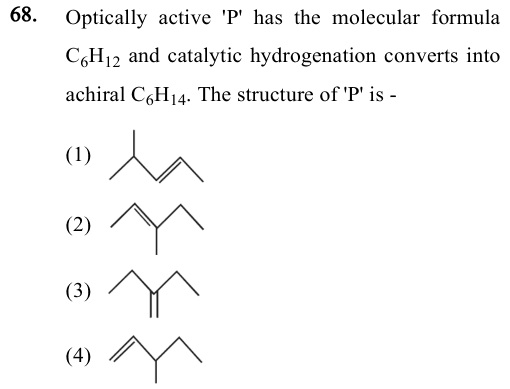 68. Optically active 'P' has the molecular formula
C₆H₁₂ and catalytic hydrogenation converts into
achiral C₆H₁₄. The structure of 'P' is -
(1)
(2)
(3)
(4)